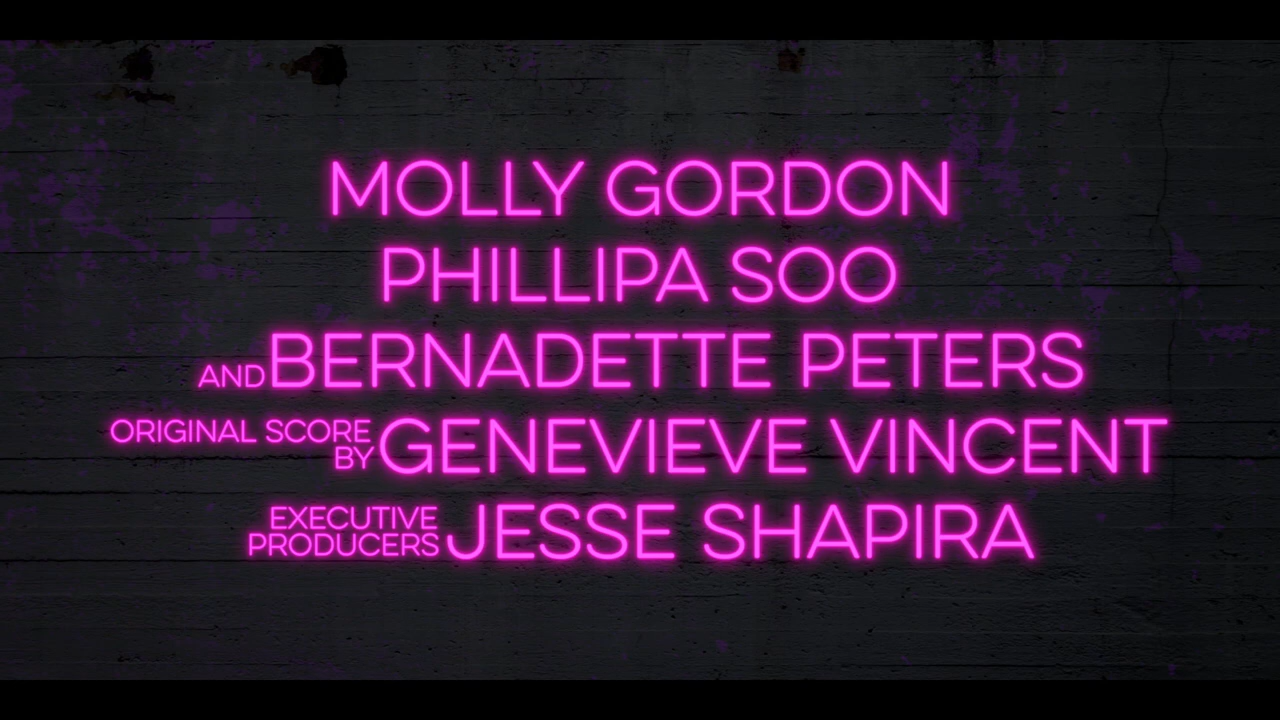 MOLLY GORDON
PHILLIPA SOO
AND BERNADETTE PETERS
ORIGINAL SCORE BY GENEVIEVE VINCENT
EXECUTIVE PRODUCERS JESSE SHAPIRA